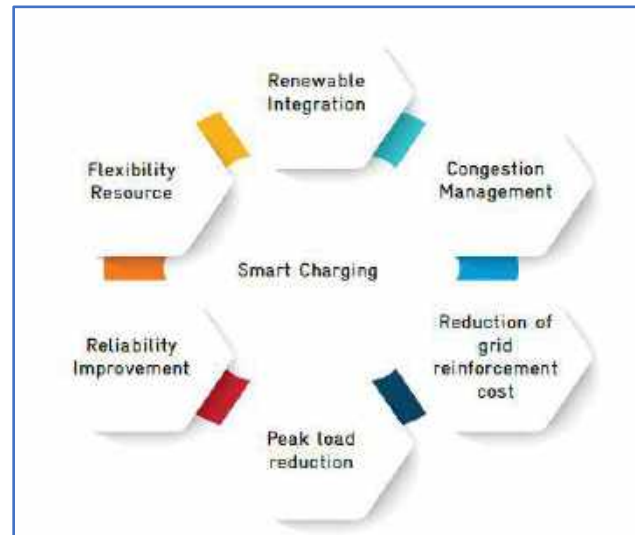 Renewable
Integration
Flexibility
Resource
Congestion
Management
Smart Charging
Reliability
Improvement
Reduction of
grid
reinforcement
cost
Peak load
reduction